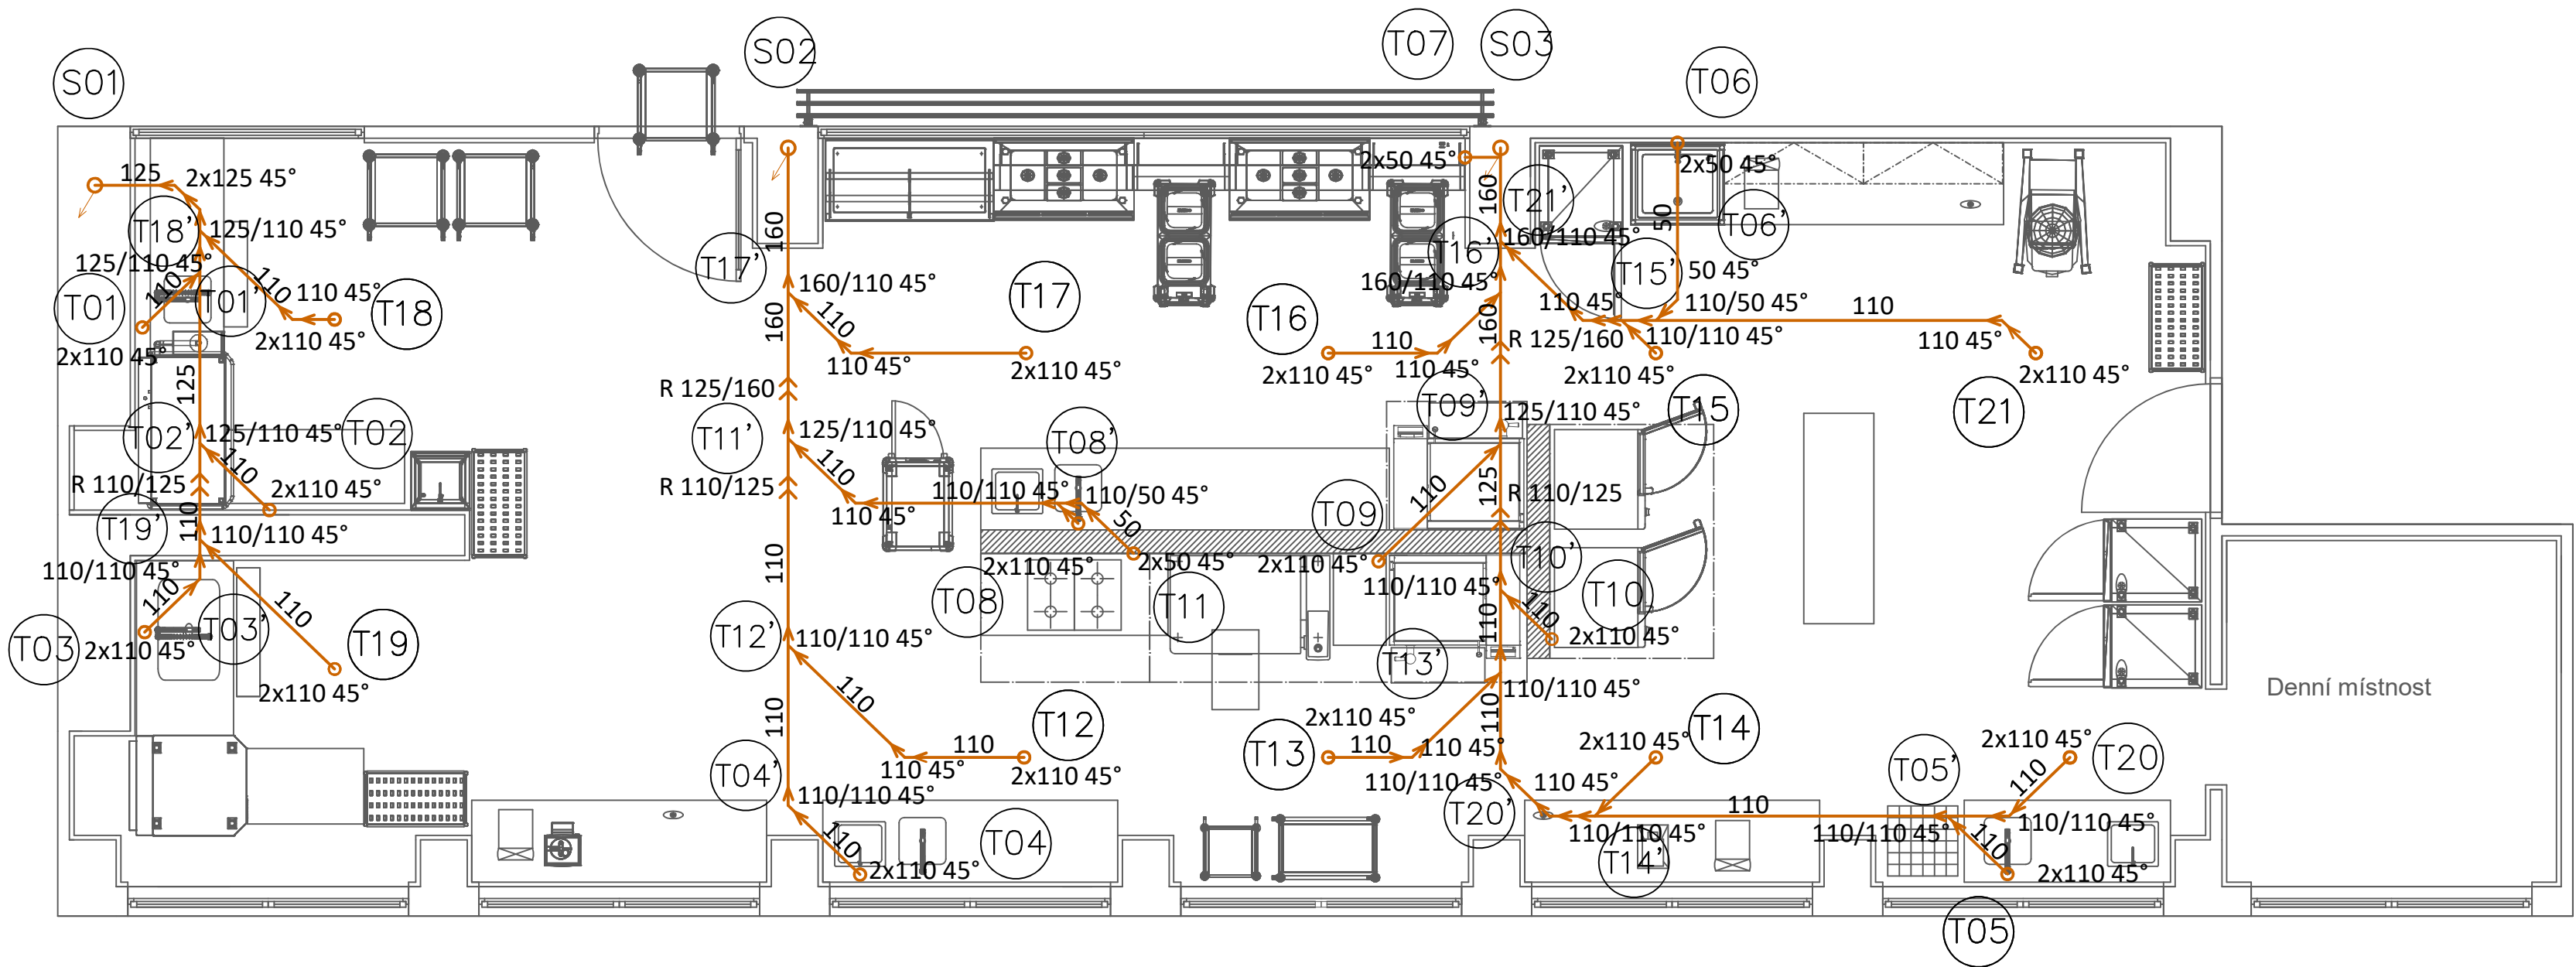 S01
S02
T07
S03
T06
125
2x125 45°
T18'
125/110 45°
125/110 45°
T01
110
T01'
110
110 45°
T18
2x110 45°
2x110 45°
125
T02'
125/110 45°
T02
110
R 110/125
2x110 45°
T19'
110
110/110 45°
110/110 45°
110
T03
2x110 45°
T03'
110
T19
2x110 45°
160
T17'
160/110 45°
160
110
110 45°
T17
2x110 45°
R 125/160
T11'
125/110 45°
110
R 110/125
110 45°
T08'
110/110 45°
110/50 45°
50
2x110 45°
2x50 45°
T08
T11
110
T12'
110/110 45°
110
110
T12
110
110 45°
2x110 45°
T04'
110/110 45°
110
T04
2x110 45°
2x50 45°
160
T21'
2x50 45°
50
T06'
T16'
160/110 45°
160/110 45°
T15'
50 45°
T16
160
110 45°
110/50 45°
110
110
110 45°
2x110 45°
R 125/160
110/110 45°
2x110 45°
110 45°
2x110 45°
T15
T21
T09'
125/110 45°
110
125
R 110/125
T09
2x110 45°
T10'
110/110 45°
110
110
T10
2x110 45°
T13'
110/110 45°
2x110 45°
110
T13
110
110 45°
110/110 45°
T20'
110 45°
T14
2x110 45°
110/110 45°
T14'
110
T05'
110/110 45°
2x110 45°
T20
110
110/110 45°
110
2x110 45°
T05
Denní místnost